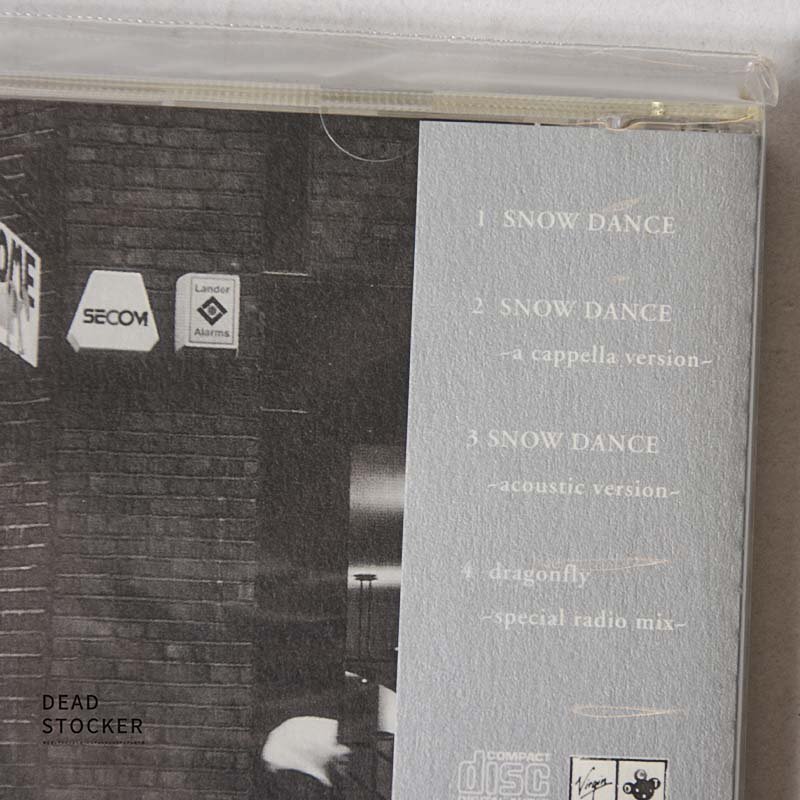 OME
SECOM
Lander
Alarms
1 SNOW DANCE
2 SNOW DANCE
~a cappella version~
3 SNOW DANCE
~acoustic version~
4 dragonfly
~special radio mix~
COMPACT
disc
Virgin
DEAD
STOCKER